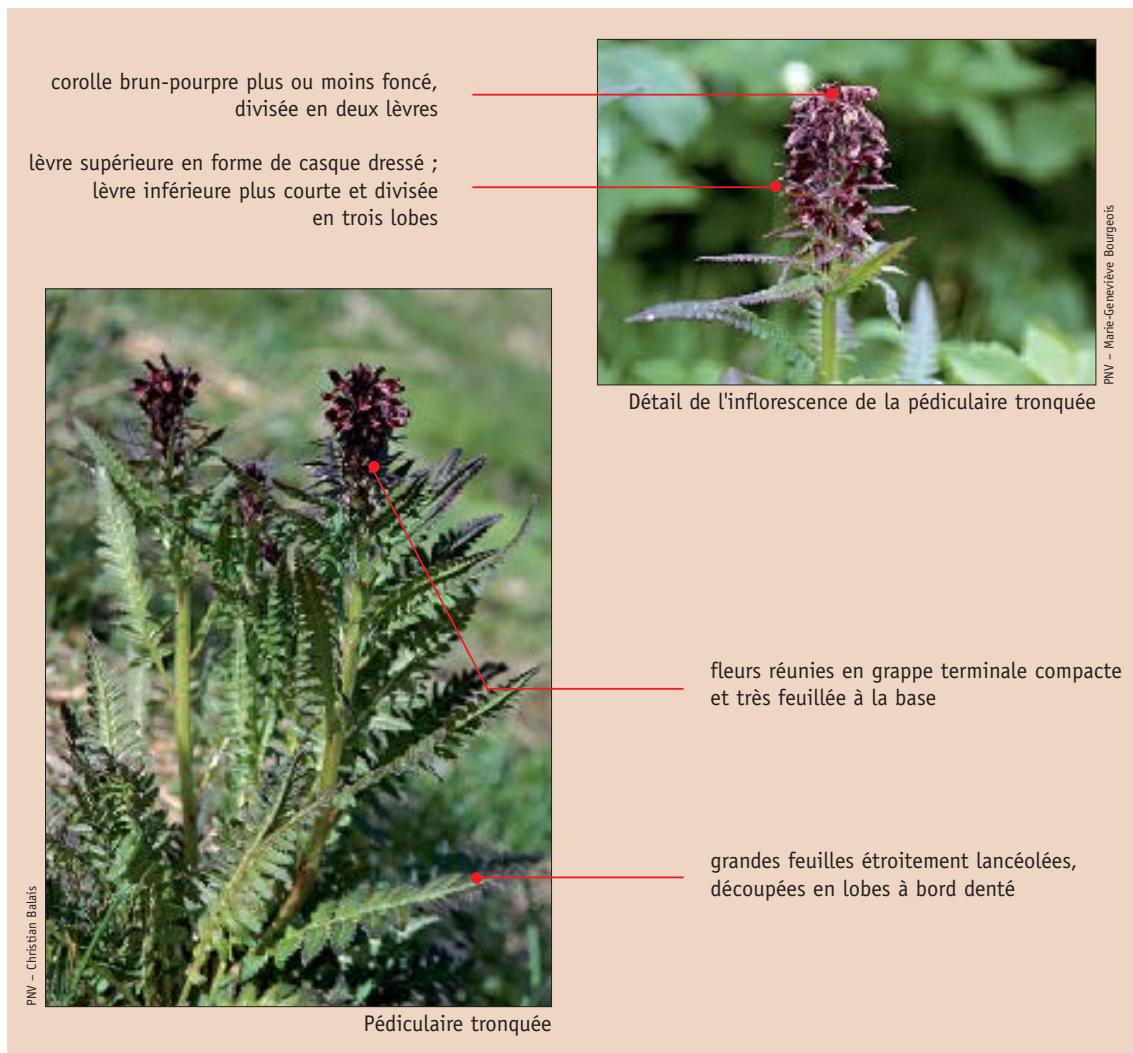 corolle brun-pourpre plus ou moins foncé,
divisée en deux lèvres
lèvre supérieure en forme de casque dressé ;
lèvre inférieure plus courte et divisée
en trois lobes
PNV – Marie-Geneviève Bourgeois
Détail de l'inflorescence de la pédiculaire tronquée
fleurs réunies en grappe terminale compacte
et très feuillée à la base
grandes feuilles étroitement lancéolées,
découpées en lobes à bord denté
PNV – Christian Balais
Pédiculaire tronquée